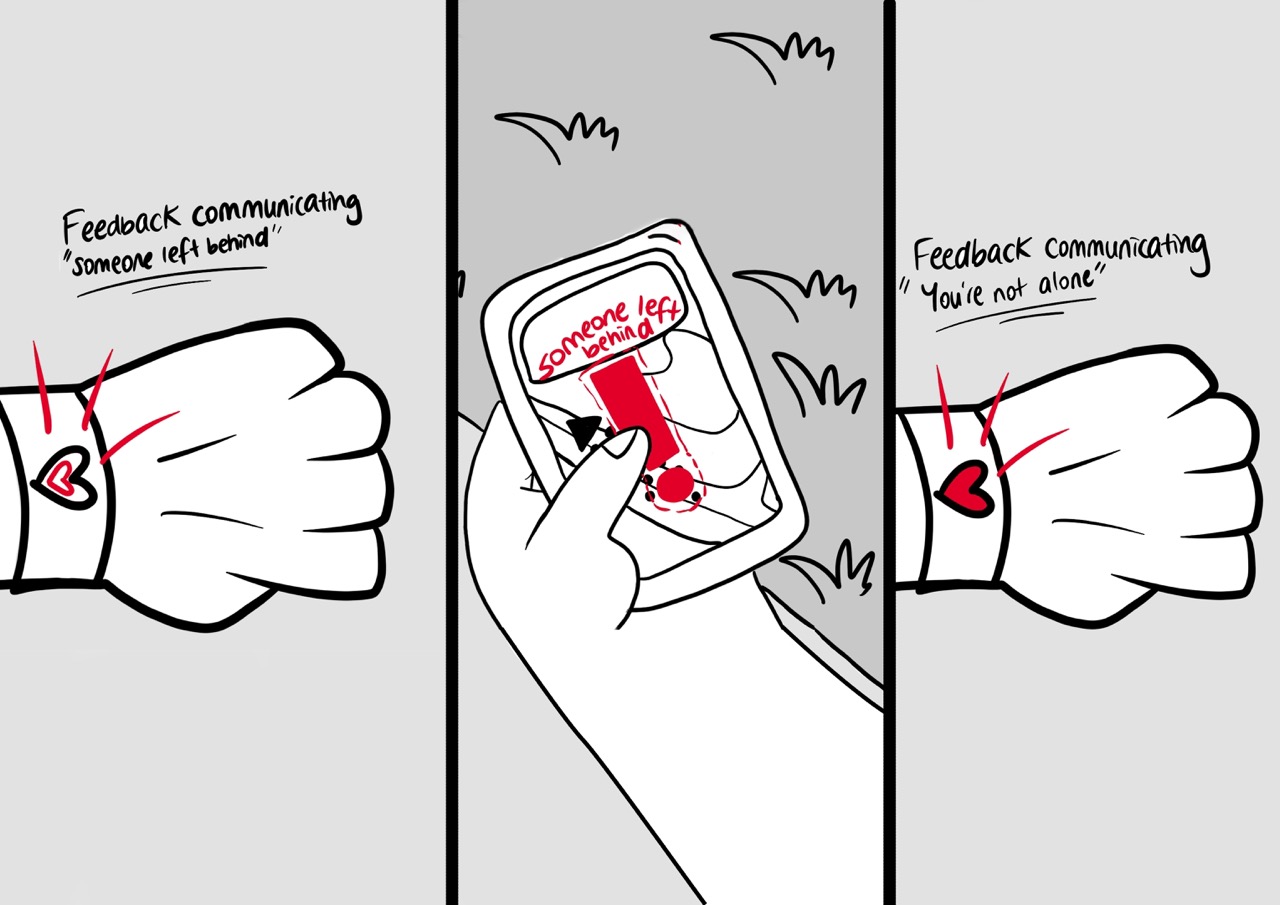 Feedback communicating
"someone left behind"
someone left
behind
Feedback communicating
"You're not alone"